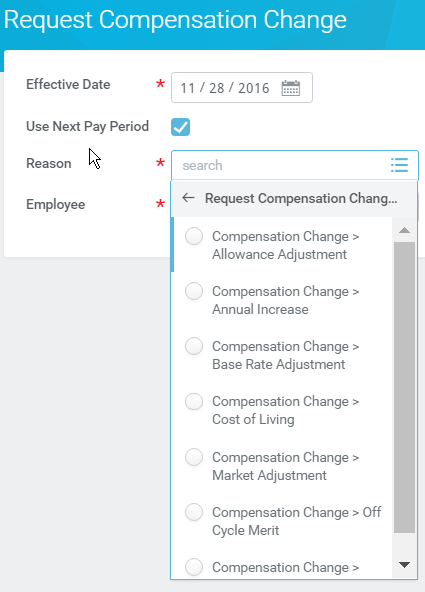 Request Compensation Change
Effective Date * 11 / 28 / 2016
Use Next Pay Period
Reason * search
Employee *
Request Compensation Chang...
Compensation Change >
Allowance Adjustment
Compensation Change >
Annual Increase
Compensation Change >
Base Rate Adjustment
Compensation Change >
Cost of Living
Compensation Change >
Market Adjustment
Compensation Change > Off
Cycle Merit
Compensation Change >